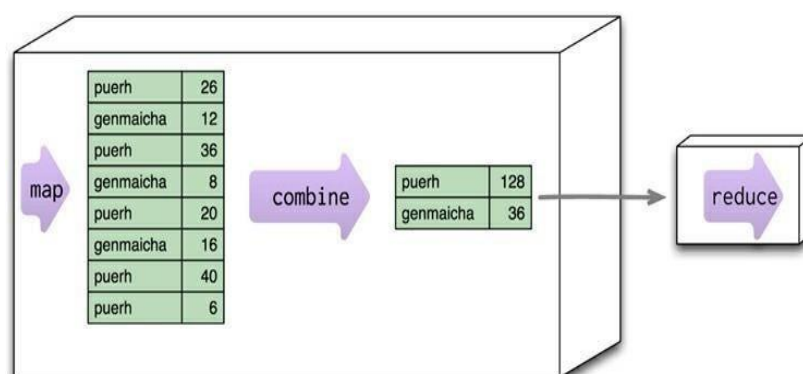 map
puerh 26
genmaicha 12
puerh 36
genmaicha 8
puerh 20
genmaicha 16
puerh 40
puerh 6
combine
puerh 128
genmaicha 36
reduce